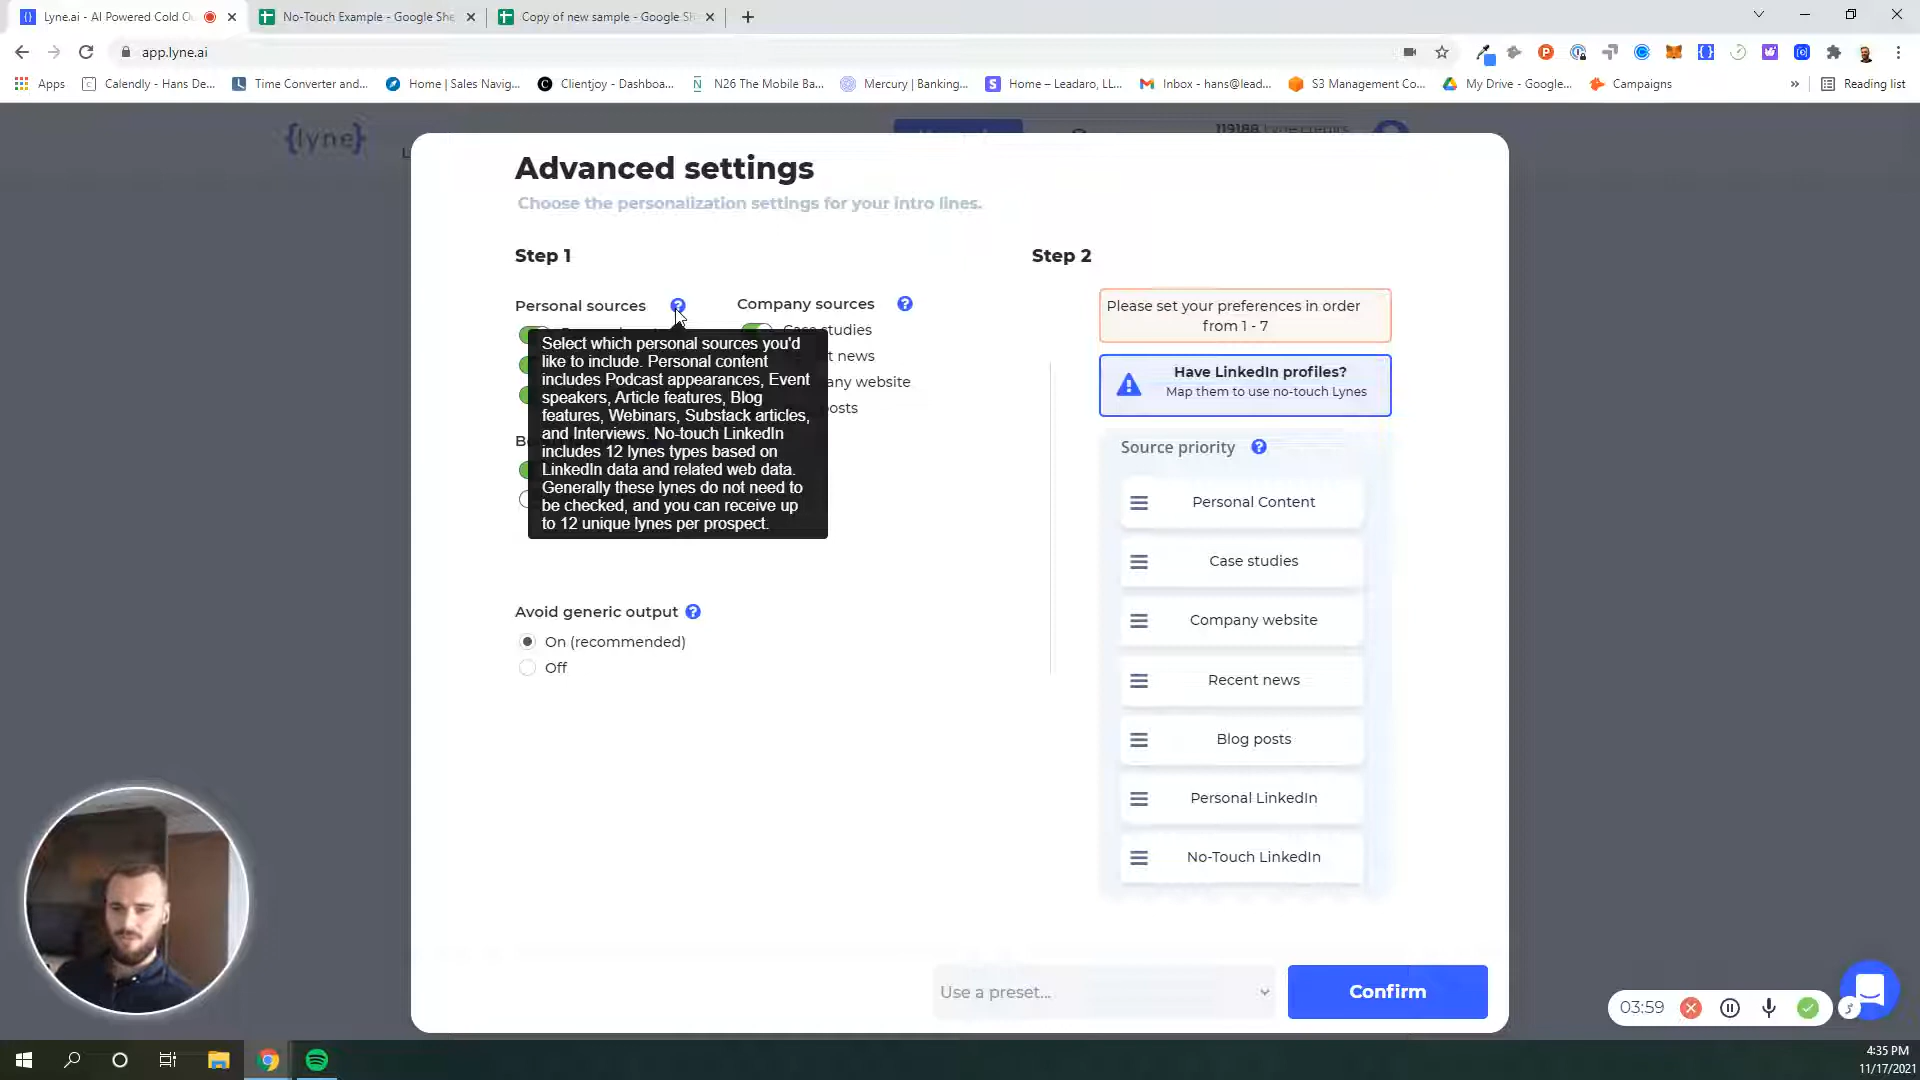 Lyne.ai - AI Powered Cold O
No-Touch Example - Google She
Copy of new sample - Google Sh
app.lyne.ai
Apps
Calendly - Hans De...
Time Converter and...
Home | Sales Navig...
Clientjoy - Dashboa...
N26 The Mobile Ba...
Mercury | Banking...
Home – Leadaro, LL...
Inbox - hans@lead...
S3 Management Co...
My Drive - Google...
Campaigns
Reading list
{lyne}
119188 Lyne credits
Advanced settings
Choose the personalization settings for your intro lines.
Step 1
Personal sources
Company sources
Case studies
t news
any website
posts
Select which personal sources you'd
like to include. Personal content
includes Podcast appearances, Event
speakers, Article features, Blog
features, Webinars, Substack articles,
and Interviews. No-touch LinkedIn
includes 12 lynes types based on
LinkedIn data and related web data.
Generally these lynes do not need to
be checked, and you can receive up
to 12 unique lynes per prospect.
Avoid generic output
On (recommended)
Off
Step 2
Please set your preferences in order
from 1 - 7
Have LinkedIn profiles?
Map them to use no-touch Lynes
Source priority
Personal Content
Case studies
Company website
Recent news
Blog posts
Personal LinkedIn
No-Touch LinkedIn
Use a preset...
Confirm
03:59
4:35 PM
11/17/2021